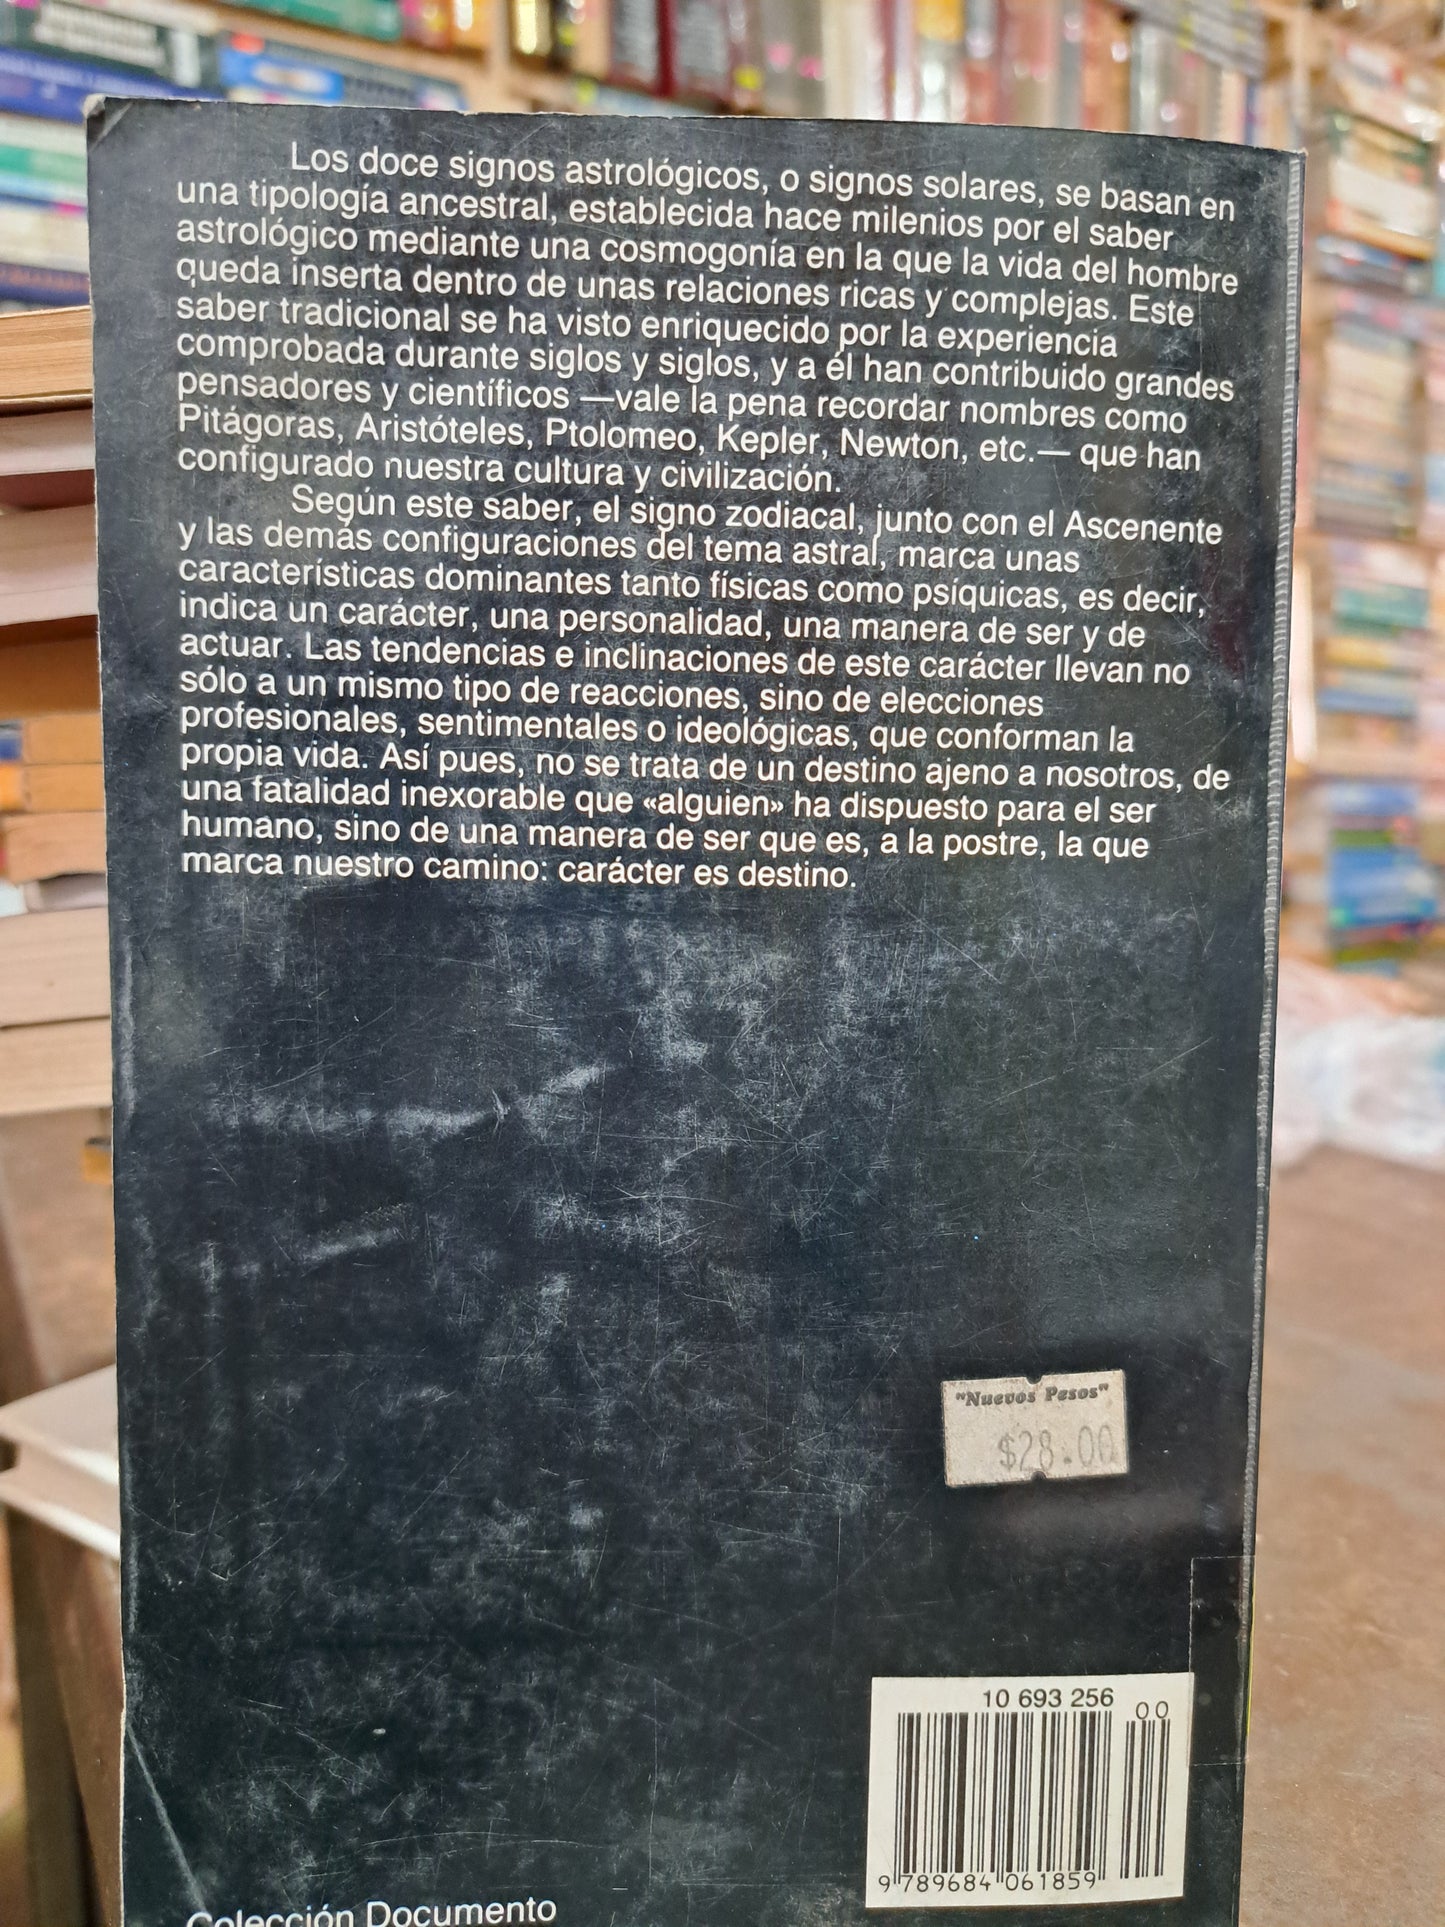 Los doce signos astrológicos, o signos solares, se basan en
una tipología ancestral, establecida hace milenios por el saber
astrológico mediante una cosmogonía en la que la vida del hombre
queda inserta dentro de unas relaciones ricas y complejas. Este
saber tradicional se ha visto enriquecido por la experiencia
comprobada durante siglos y siglos, y a él han contribuido grandes
pensadores y científicos —vale la pena recordar nombres como
Pitágoras, Aristóteles, Ptolomeo, Kepler, Newton, etc.— que han
configurado nuestra cultura y civilización.
Según este saber, el signo zodiacal, junto con el Ascenente
y las demás configuraciones del tema astral, marca unas
características dominantes tanto físicas como psíquicas, es decir,
indica un carácter, una personalidad, una manera de ser y de
actuar. Las tendencias e inclinaciones de este carácter llevan no
sólo a un mismo tipo de reacciones, sino de elecciones
profesionales, sentimentales o ideológicas, que conforman la
propia vida. Así pues, no se trata de un destino ajeno a nosotros, de
una fatalidad inexorable que «alguien» ha dispuesto para el ser
humano, sino de una manera de ser que es, a la postre, la que
marca nuestro camino: carácter es destino.
"Nuevos Pesos"
$28.00
10 693 256
00
9 789684 061859
Colección Documento